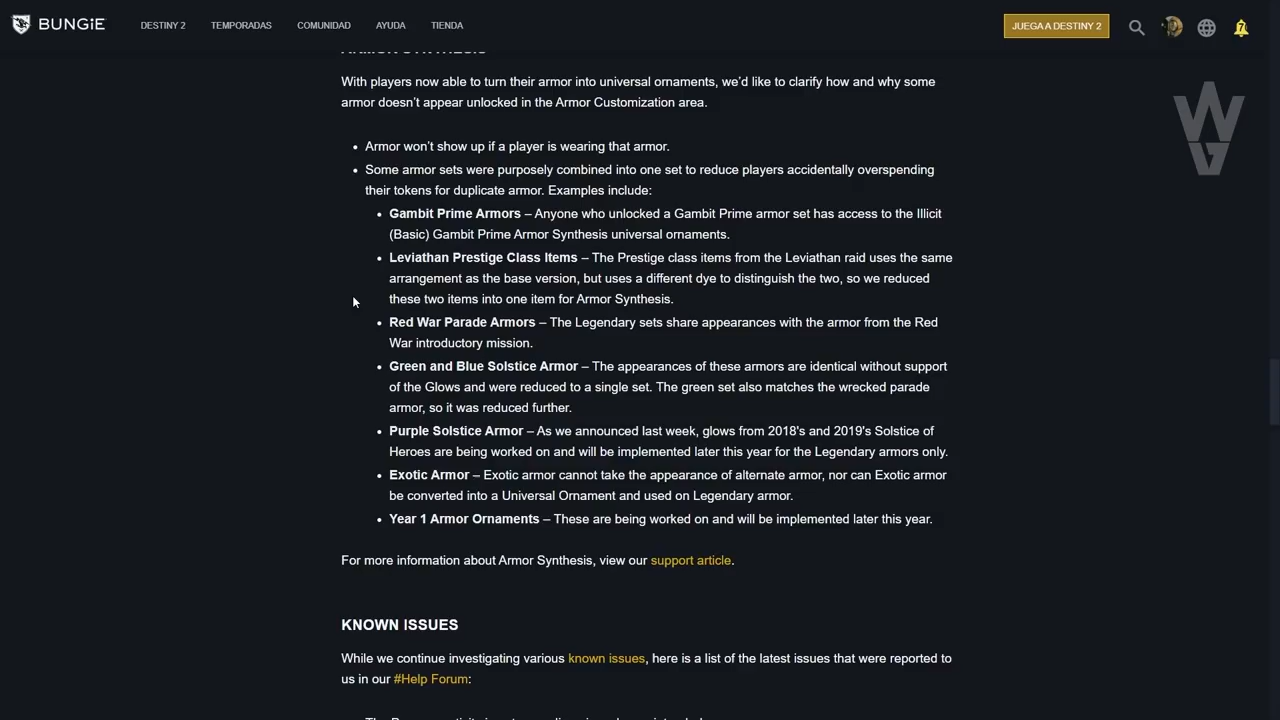 BUNGiE
DESTINY 2
TEMPORADAS
COMUNIDAD
AYUDA
TIENDA
JUEGA A DESTINY 2
7
ARMOR SYNTHESIS
With players now able to turn their armor into universal ornaments, we’d like to clarify how and why some
armor doesn’t appear unlocked in the Armor Customization area.
• Armor won’t show up if a player is wearing that armor.
• Some armor sets were purposely combined into one set to reduce players accidentally overspending
their tokens for duplicate armor. Examples include:
• Gambit Prime Armors – Anyone who unlocked a Gambit Prime armor set has access to the Illicit
(Basic) Gambit Prime Armor Synthesis universal ornaments.
• Leviathan Prestige Class Items – The Prestige class items from the Leviathan raid uses the same
arrangement as the base version, but uses a different dye to distinguish the two, so we reduced
these two items into one item for Armor Synthesis.
• Red War Parade Armors – The Legendary sets share appearances with the armor from the Red
War introductory mission.
• Green and Blue Solstice Armor – The appearances of these armors are identical without support
of the Glows and were reduced to a single set. The green set also matches the wrecked parade
armor, so it was reduced further.
• Purple Solstice Armor – As we announced last week, glows from 2018's and 2019's Solstice of
Heroes are being worked on and will be implemented later this year for the Legendary armors only.
• Exotic Armor – Exotic armor cannot take the appearance of alternate armor, nor can Exotic armor
be converted into a Universal Ornament and used on Legendary armor.
• Year 1 Armor Ornaments – These are being worked on and will be implemented later this year.
For more information about Armor Synthesis, view our support article.
KNOWN ISSUES
While we continue investigating various known issues, here is a list of the latest issues that were reported to
us in our #Help Forum: